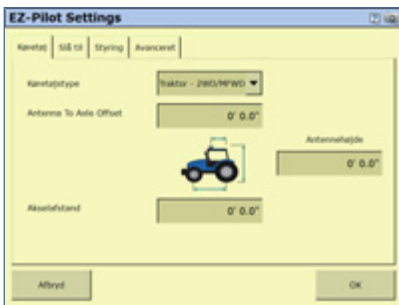 EZ-Pilot Settings
Køretøj Slå til Styring Avanceret
Køretøjstype Traktor - 2WD/MFWD
Antenna To Axle Offset 0' 0.0"
Antennehøjde
0' 0.0"
Akselafstand 0' 0.0"
Afbryd OK